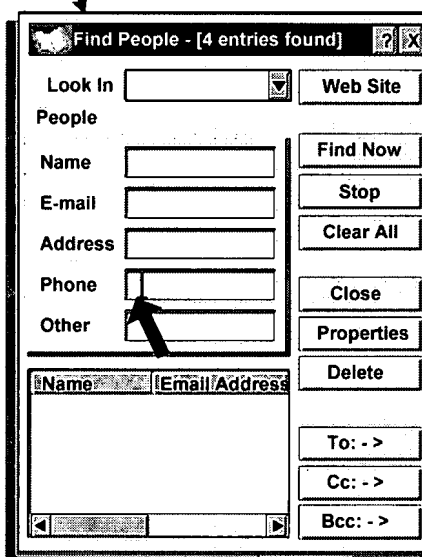 Find People - [4 entries found] ? X
Look In
Web Site
People
Name
Find Now
E-mail
Stop
Address
Clear All
Phone
Close
Other
Properties
Name Email Address
Delete
To: - >
Cc: - >
Bcc: - >